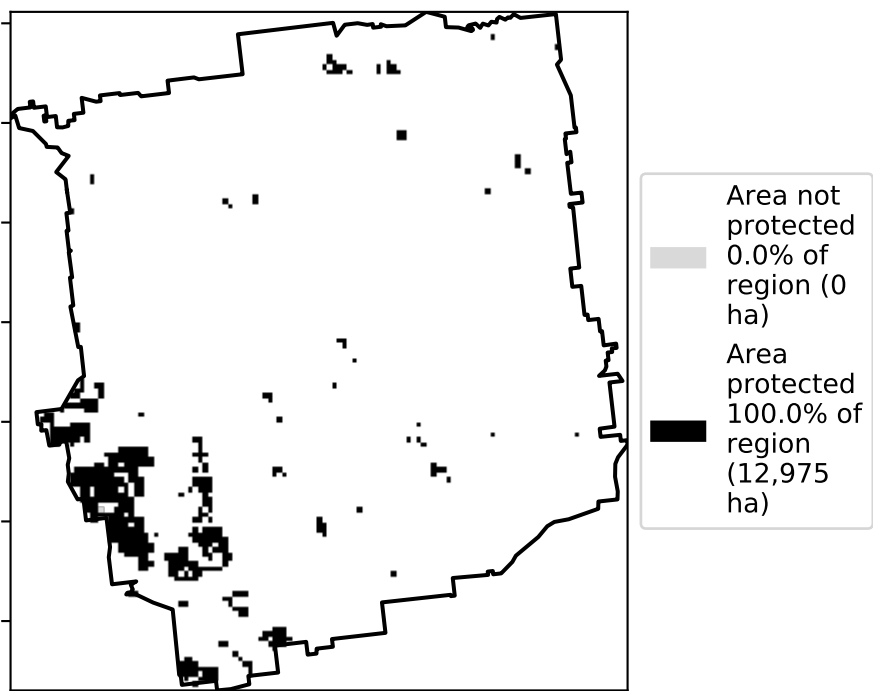 Area not
protected
0.0% of
region (0
ha)
Area
protected
100.0% of
region
(12,975
ha)